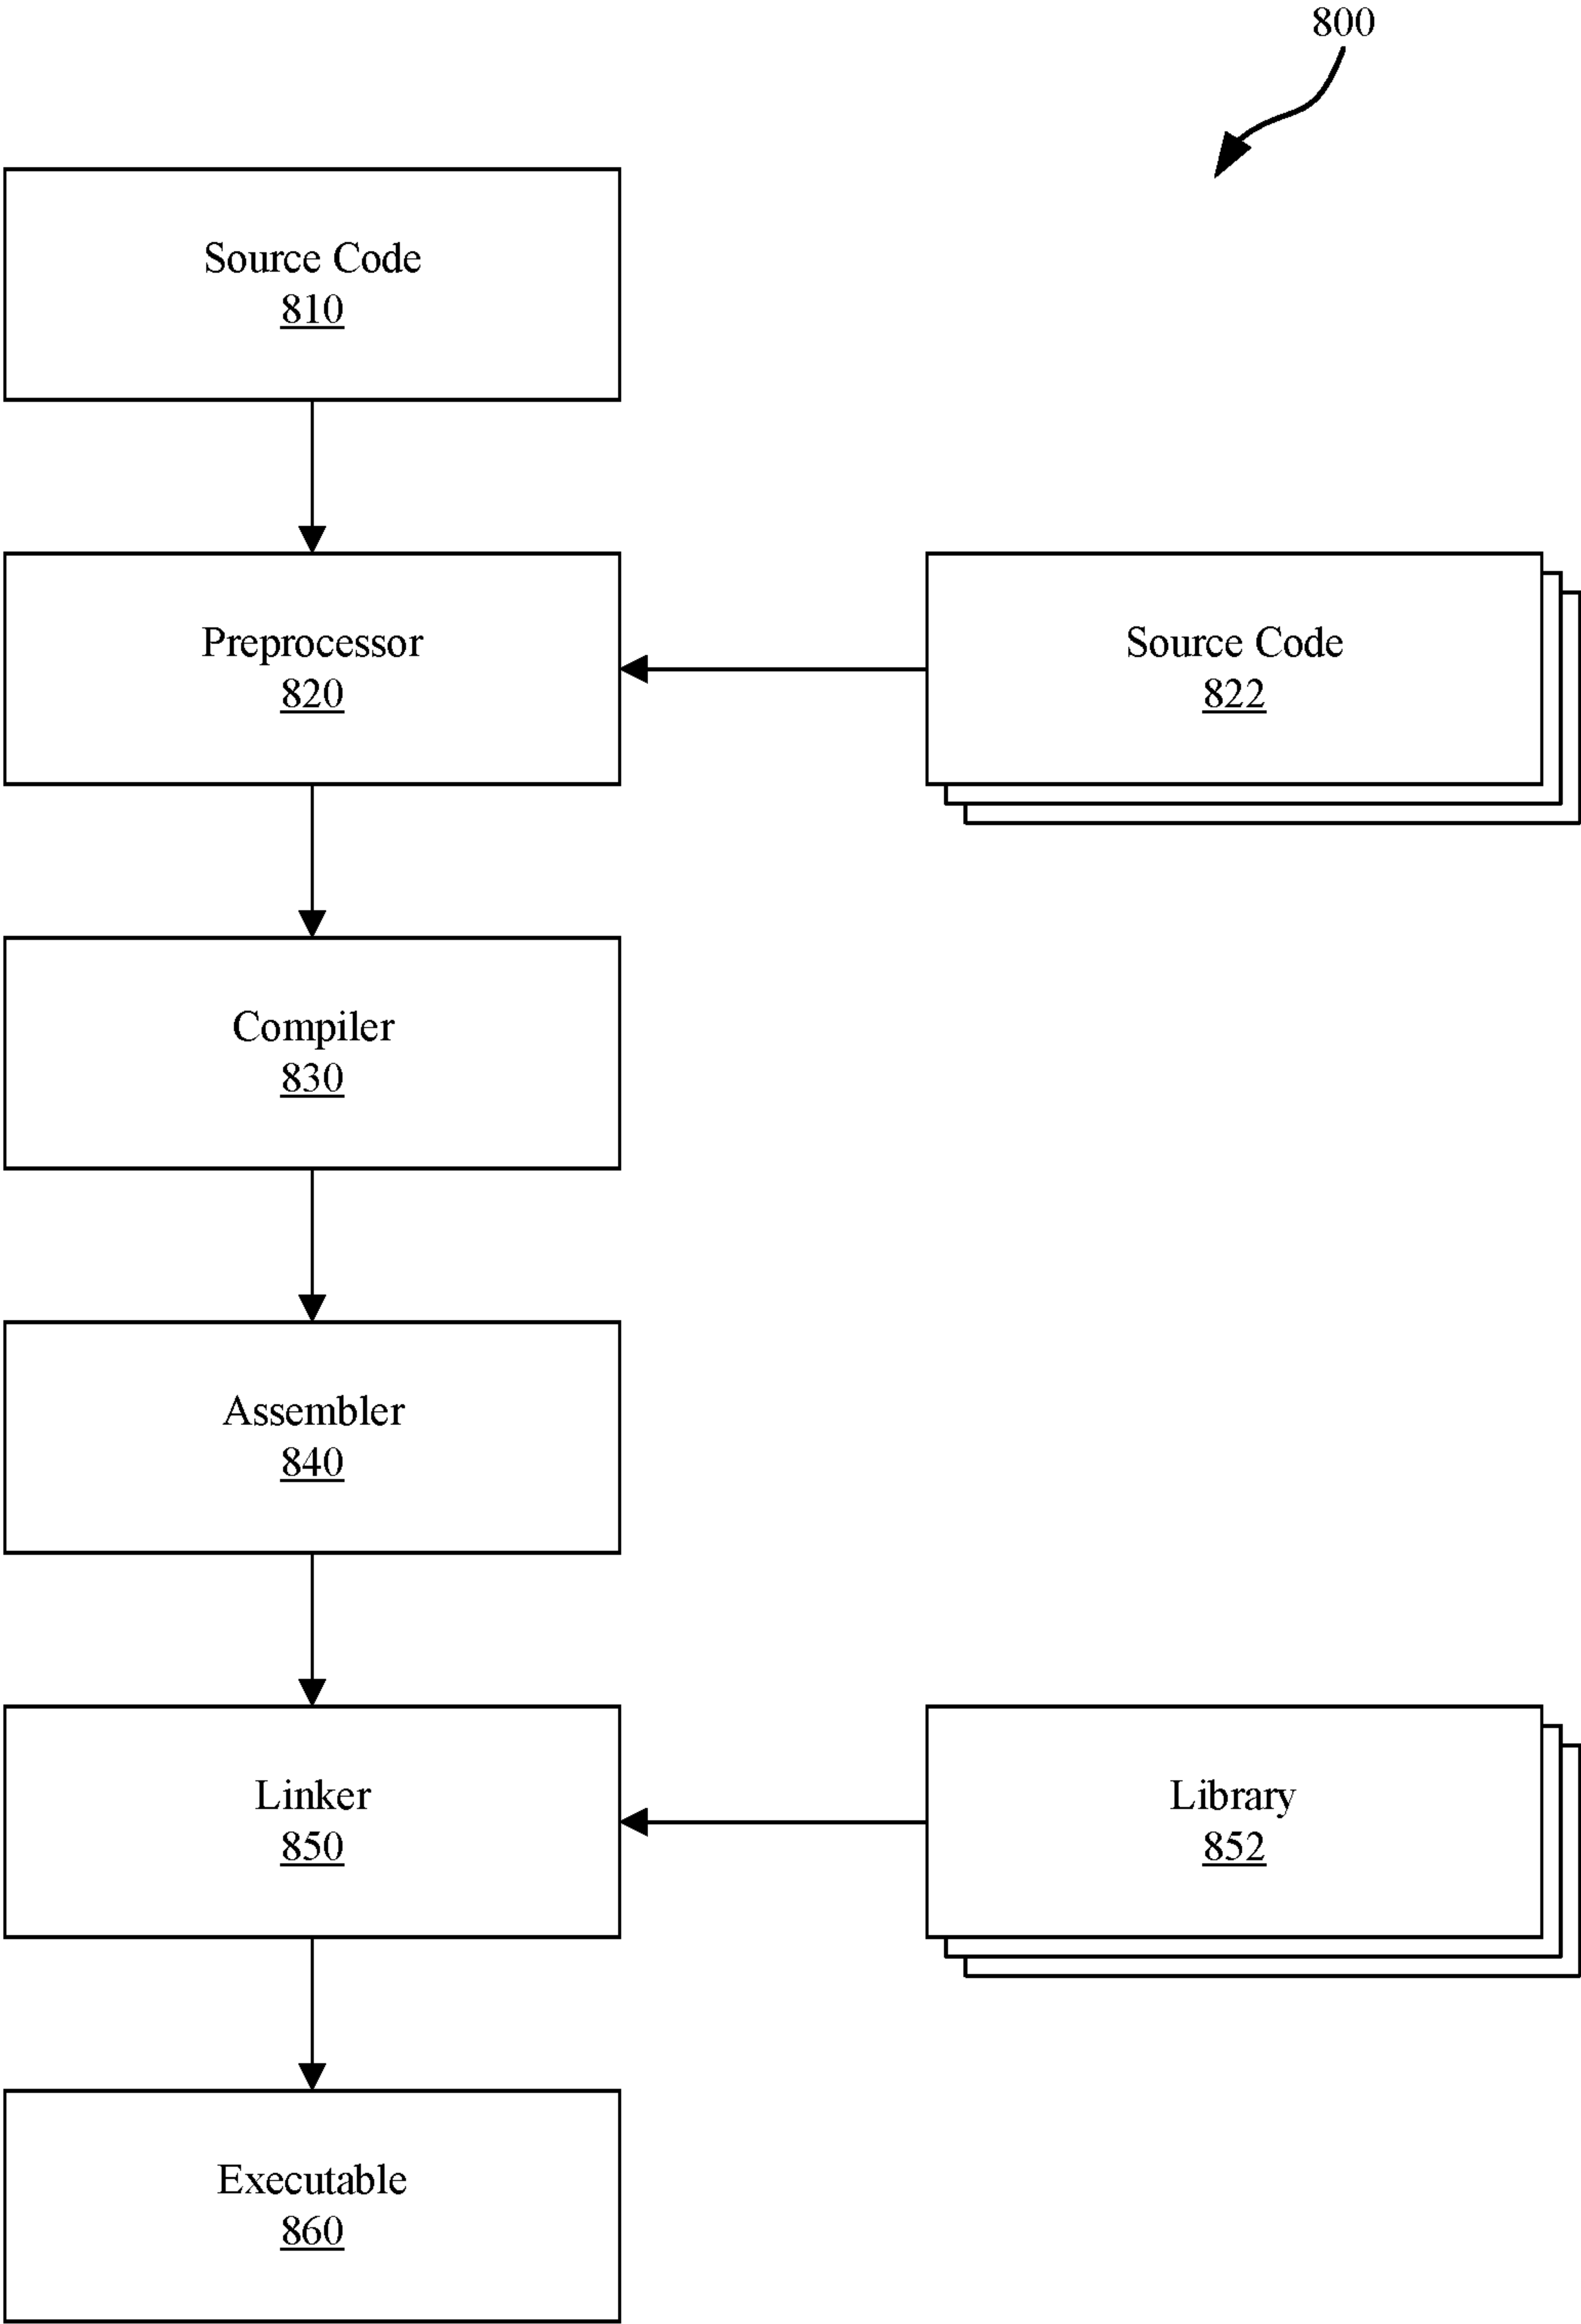 800
Source Code
810
Preprocessor
820
Source Code
822
Compiler
830
Assembler
840
Linker
850
Library
852
Executable
860